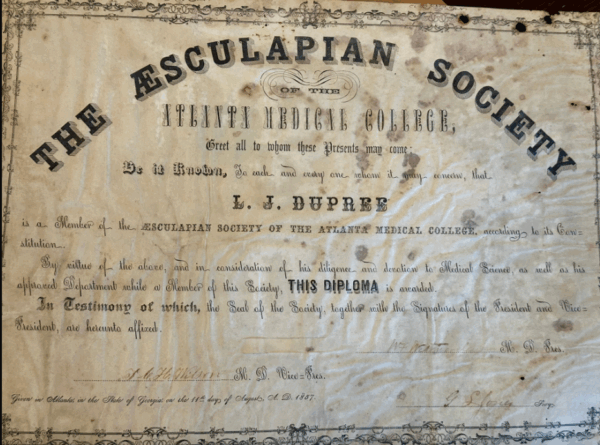 THE ÆSCULAPIAN SOCIETY
OF THE
ATLANTA MEDICAL COLLEGE,
Greet all to whom these Presents may come:
Be it Known, To each and every one whom it may concern, that
L. J. DUPREE
is a Member of the ÆSCULAPIAN SOCIETY OF THE ATLANTA MEDICAL COLLEGE, according to its Con=
stitution.
By virtue of the above, and in consideration of his diligence and devotion to Medical Science, as well as his
approved Department while a Member of this Society, THIS DIPLOMA is awarded
In Testimony of which, the Seal of the Society, together with the Signatures of the President and Vice=
President, are hereunto affixed.
M. D. Pres.
M. D. Vice=Pres.
Given in Atlanta in the State of Georgia on the 11th day of August A. D. 1857
Secy.